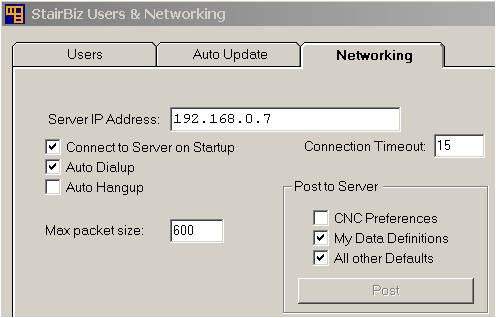 StairBiz Users & Networking
Users Auto Update Networking
Server IP Address: 192.168.0.7
Connect to Server on Startup Connection Timeout: 15
Auto Dialup
Auto Hangup
Post to Server
CNC Preferences
Max packet size: 600
My Data Definitions
All other Defaults
Post